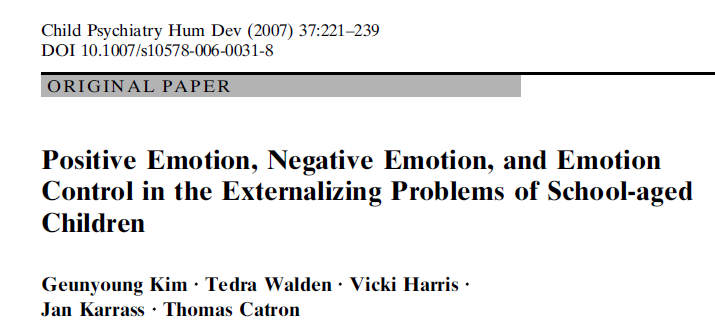 Child Psychiatry Hum Dev (2007) 37:221–239
DOI 10.1007/s10578-006-0031-8
ORIGINAL PAPER
Positive Emotion, Negative Emotion, and Emotion
Control in the Externalizing Problems of School-aged
Children
Geunyoung Kim · Tedra Walden · Vicki Harris ·
Jan Karrass · Thomas Catron